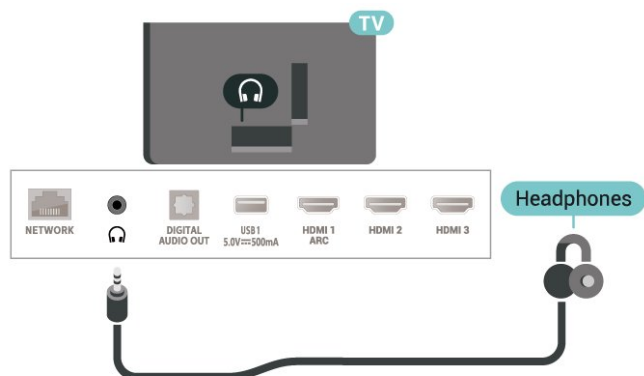 TV
Headphones
NETWORK
DIGITAL
AUDIO OUT
USB 1
5.0V⎓500mA
HDMI 1
ARC
HDMI 2
HDMI 3